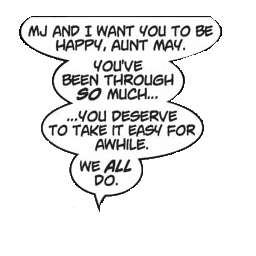 MJ AND I WANT YOU TO BE
HAPPY, AUNT MAY.
YOU'VE
BEEN THROUGH
SO MUCH...
...YOU DESERVE
TO TAKE IT EASY FOR
AWHILE.
WE ALL
DO.